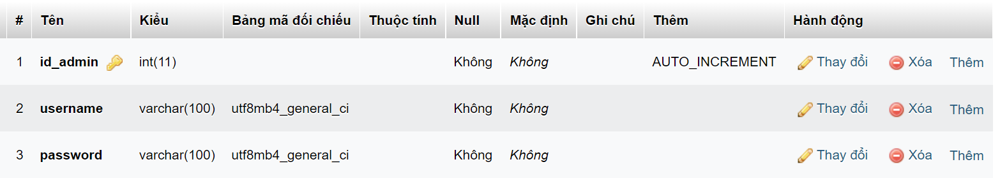 # Tên Kiểu Bảng mã đối chiếu Thuộc tính Null Mặc định Ghi chú Thêm Hành động
1 id_admin int(11) Không Không AUTO_INCREMENT Thay đổi Xóa Thêm
2 username varchar(100) utf8mb4_general_ci Không Không Thay đổi Xóa Thêm
3 password varchar(100) utf8mb4_general_ci Không Không Thay đổi Xóa Thêm